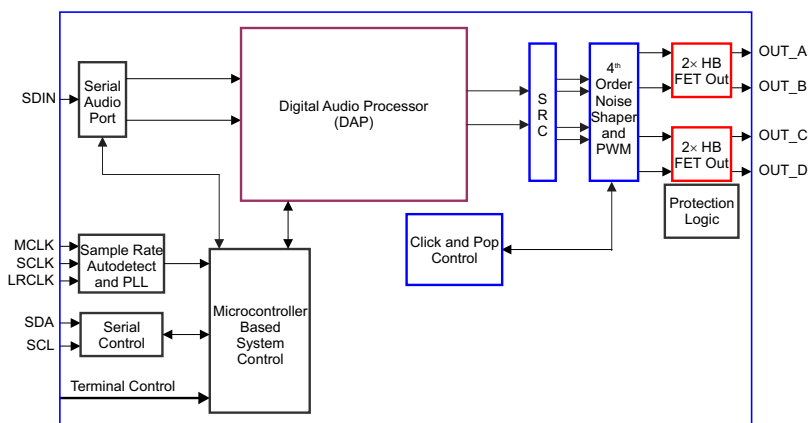 SDIN
Serial
Audio
Port
Digital Audio Processor
(DAP)
S
R
C
4th
Order
Noise
Shaper
and
PWM
2× HB
FET Out
2× HB
FET Out
OUT_A
OUT_B
OUT_C
OUT_D
Protection
Logic
Click and Pop
Control
MCLK
SCLK
LRCLK
Sample Rate
Autodetect
and PLL
SDA
SCL
Serial
Control
Microcontroller
Based
System
Control
Terminal Control